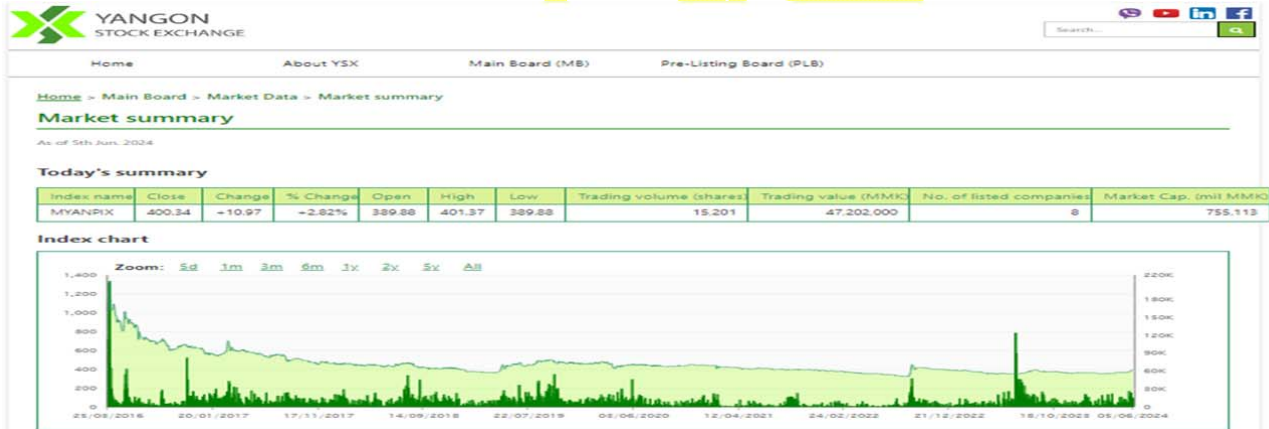 YANGON
STOCK EXCHANGE
Search...
Home About YSX Main Board (MB) Pre-Listing Board (PLB)
Home > Main Board > Market Data > Market summary
Market summary
As of 5th Jun. 2024
Today's summary
Index name Close Change % Change Open High Low Trading volume (shares) Trading value (MMK) No. of listed companies Market Cap. (mil MMK)
MYANPIX 400.34 +10.97 +2.82% 389.88 401.37 389.88 15,201 47,202,000 8 755,113
Index chart
Zoom: 5d 1m 3m 6m 1y 2y 5y All
1,400 220K
1,200 180K
1,000 150K
800 120K
600 90K
400 60K
200 30K
0 0
25/08/2016 20/01/2017 17/11/2017 14/09/2018 22/07/2019 03/06/2020 12/04/2021 24/02/2022 21/12/2022 18/10/2023 05/06/2024